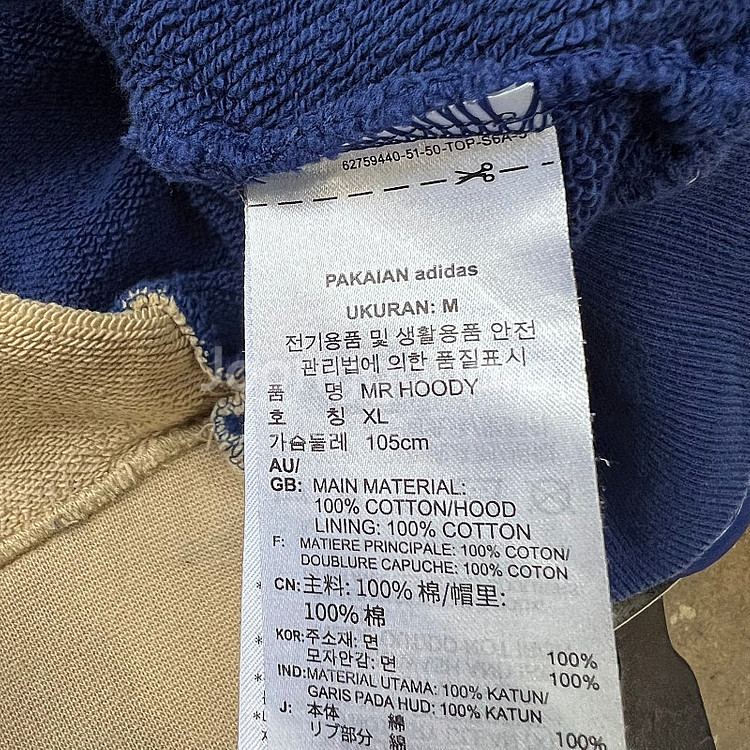 62759440-51-50-TOP-S6A-5
PAKAIAN adidas
UKURAN: M
전기용품 및 생활용품 안전
관리법에 의한 품질표시
품 명 MR HOODY
호 칭 XL
가슴둘레 105cm
AU/
GB: MAIN MATERIAL:
100% COTTON/HOOD
LINING: 100% COTTON
F: MATIERE PRINCIPALE: 100% COTON/
DOUBLURE CAPUCHE: 100% COTON
CN: 主料: 100% 棉/帽里:
100% 棉
KOR: 주소재: 면
모자안감: 면 100%
100%
IND: MATERIAL UTAMA: 100% KATUN/
GARIS PADA HUD: 100% KATUN
J: 本体 綿
リブ部分 綿 100%